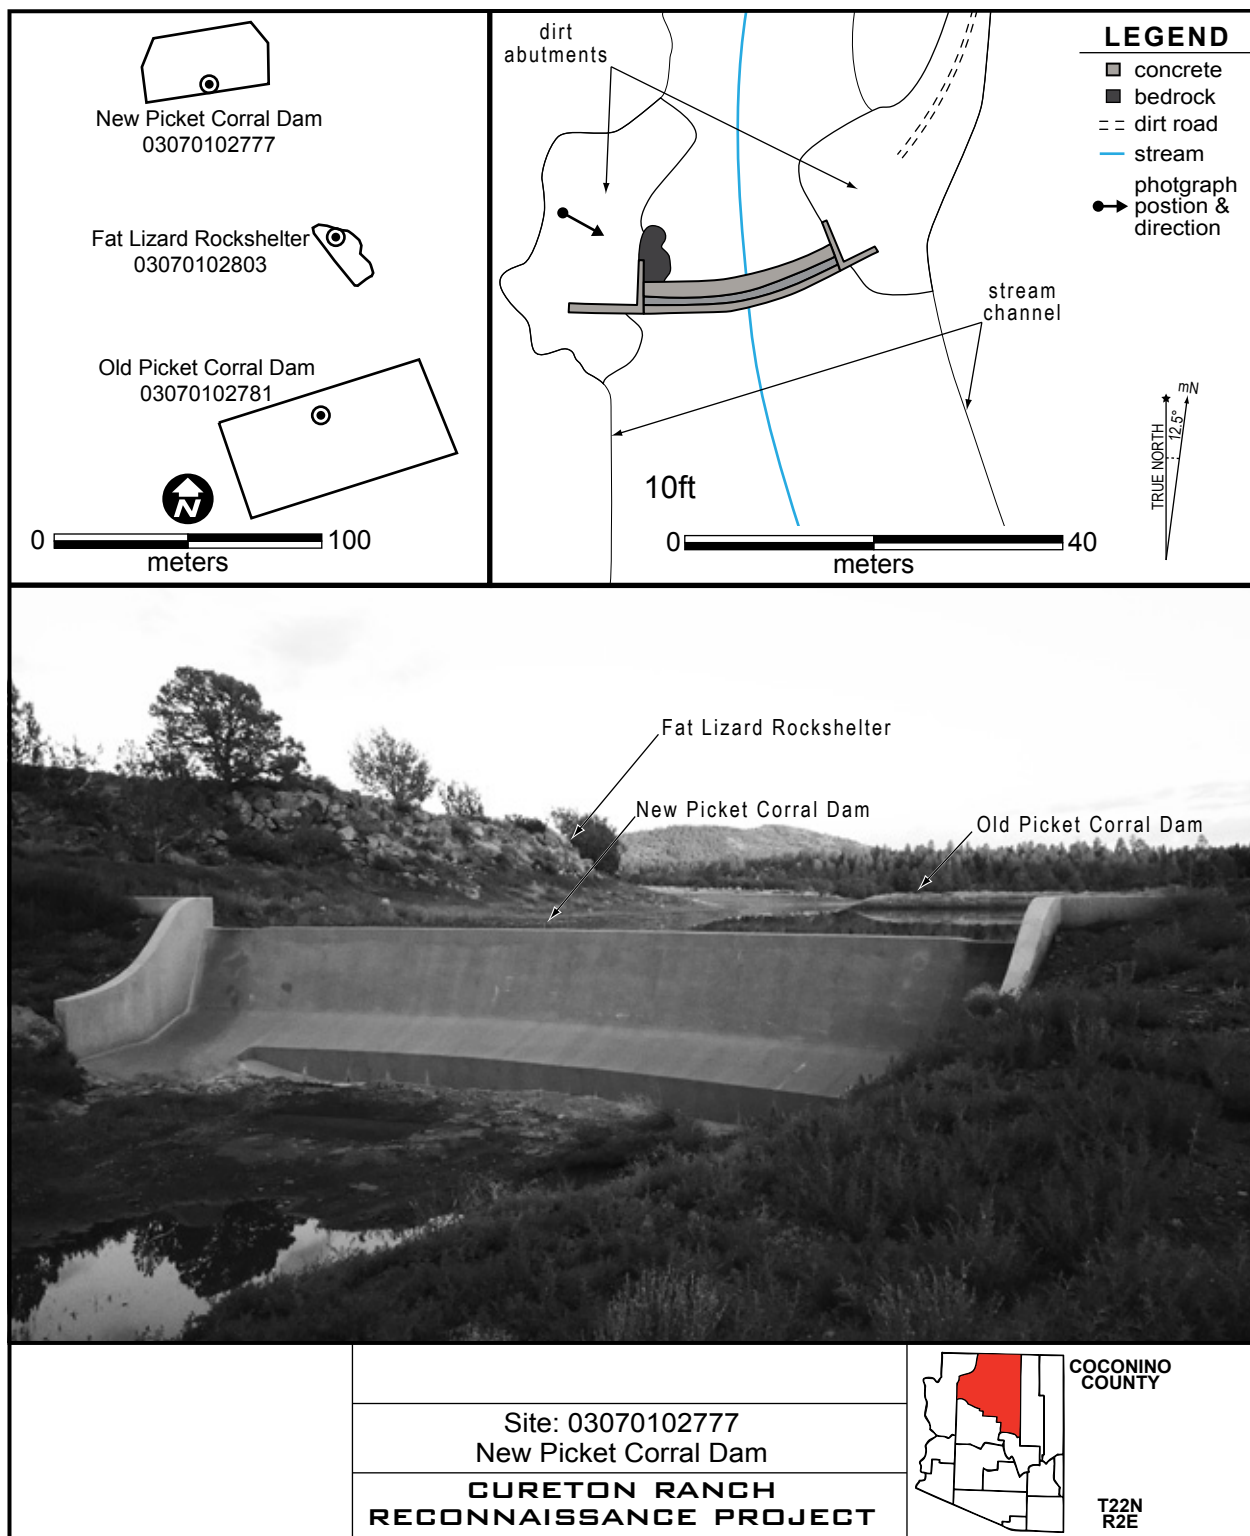 New Picket Corral Dam
03070102777
Fat Lizard Rockshelter
03070102803
Old Picket Corral Dam
03070102781
N
0
100
meters
dirt
abutments
stream
channel
10ft
0
40
meters
LEGEND
concrete
bedrock
dirt road
stream
photgraph
postion &
direction
TRUE NORTH
mN
12.5°
Fat Lizard Rockshelter
New Picket Corral Dam
Old Picket Corral Dam
Site: 03070102777
New Picket Corral Dam
CURETON RANCH
RECONNAISSANCE PROJECT
COCONINO
COUNTY
T22N
R2E